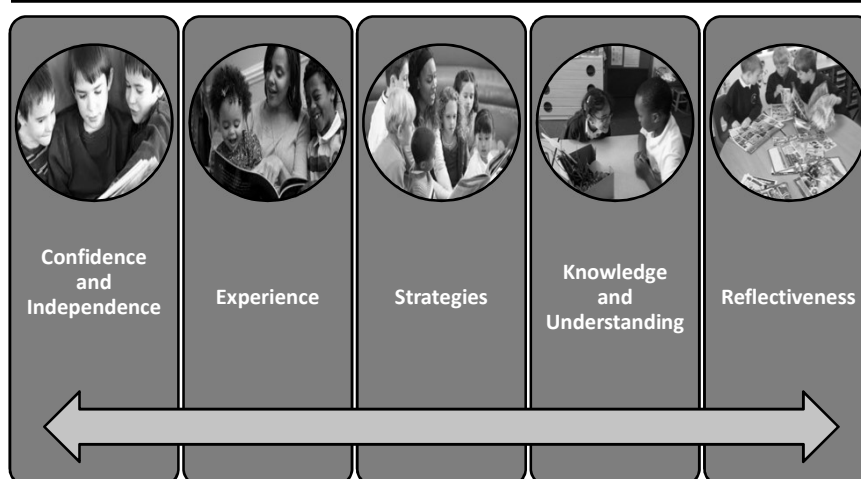 Confidence
and
Independence
Experience
Strategies
Knowledge
and
Understanding
Reflectiveness